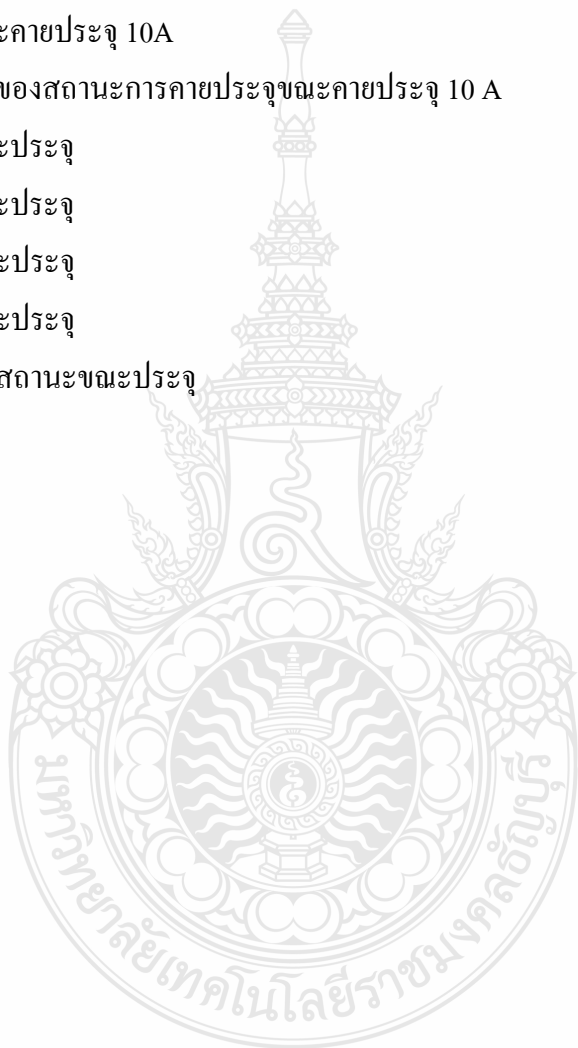 ะคายประจุ 10A
ของสถานะการคายประจุขณะคายประจุ 10 A
ะประจุ
ะประจุ
ะประจุ
ะประจุ
สถานะขณะประจุ
มหาวิทยาลัยเทคโนโลยีราชมงคลธัญบุรี